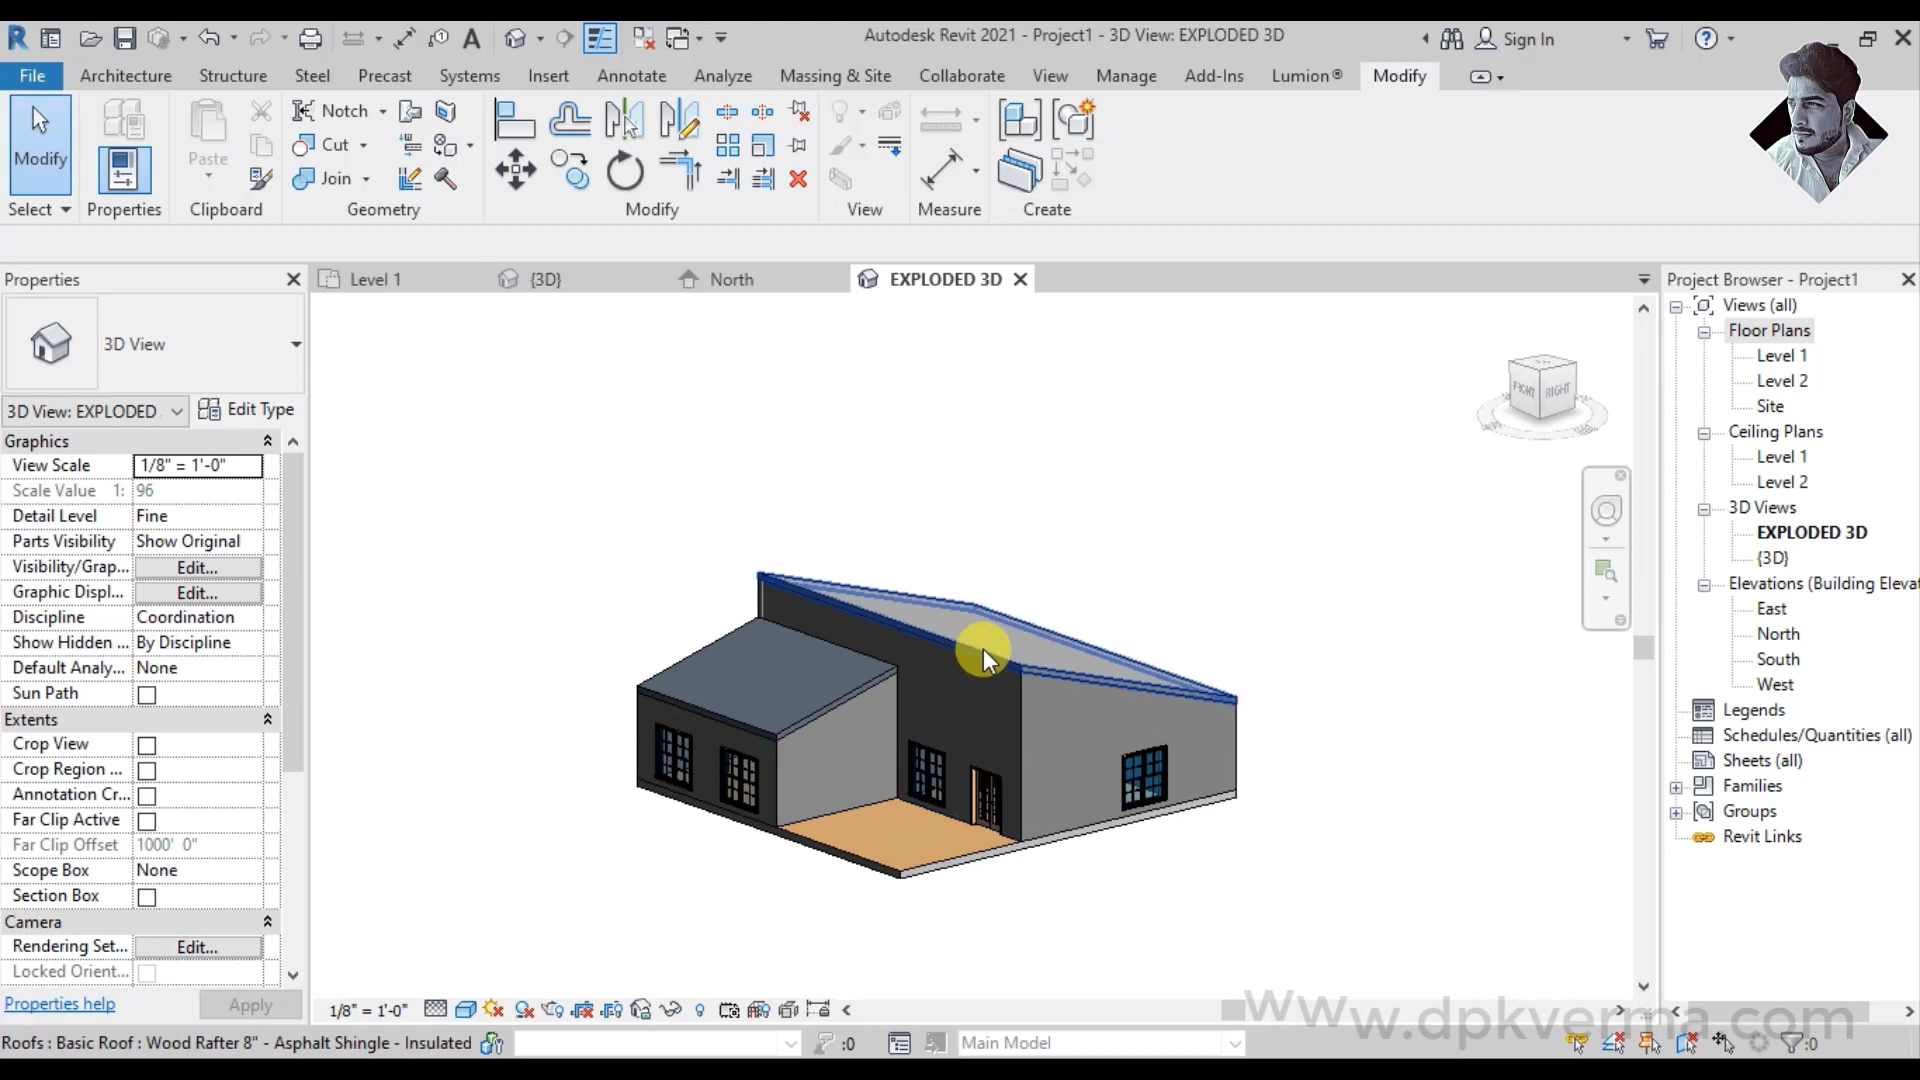 Autodesk Revit 2021 - Project1 - 3D View: EXPLODED 3D
Sign In
File
Architecture
Structure
Steel
Precast
Systems
Insert
Annotate
Analyze
Massing & Site
Collaborate
View
Manage
Add-Ins
Lumion®
Modify
Modify
Paste
Notch
Cut
Join
Select
Properties
Clipboard
Geometry
Modify
View
Measure
Create
Properties
Level 1
{3D}
North
EXPLODED 3D
Project Browser - Project1
3D View
3D View: EXPLODED
Edit Type
Graphics
View Scale 1/8" = 1'-0"
Scale Value 1: 96
Detail Level Fine
Parts Visibility Show Original
Visibility/Grap... Edit...
Graphic Displ... Edit...
Discipline Coordination
Show Hidden ... By Discipline
Default Analy... None
Sun Path
Extents
Crop View
Crop Region ...
Annotation Cr...
Far Clip Active
Far Clip Offset 1000' 0"
Scope Box None
Section Box
Camera
Rendering Set... Edit...
Locked Orient...
Properties help
Apply
FRONT
RIGHT
Views (all)
Floor Plans
Level 1
Level 2
Site
Ceiling Plans
Level 1
Level 2
3D Views
EXPLODED 3D
{3D}
Elevations (Building Eleva
East
North
South
West
Legends
Schedules/Quantities (all)
Sheets (all)
Families
Groups
Revit Links
1/8" = 1'-0"
www.dpkverma.com
Roofs : Basic Roof : Wood Rafter 8" - Asphalt Shingle - Insulated
:0
Main Model
:0